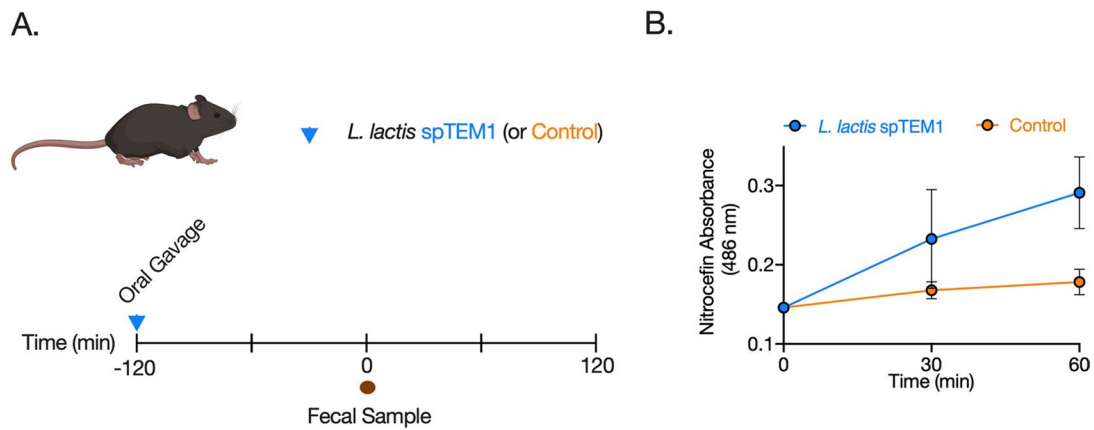 A.
L. lactis spTEM1 (or Control)
Oral Gavage
Time (min)
-120
0
120
Fecal Sample
B.
L. lactis spTEM1
Control
Nitrocefin Absorbance
(486 nm)
0.3
0.2
0.1
0
30
60
Time (min)